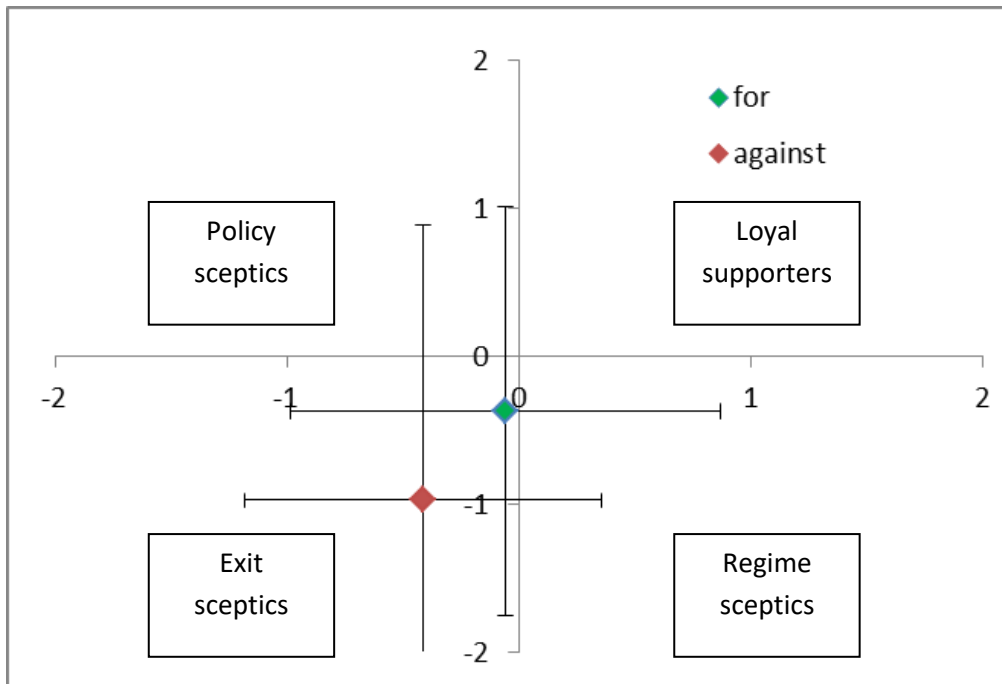 2
for
against
1
Policy
sceptics
Loyal
supporters
0
-2 -1 0 1 2
-1
Exit
sceptics
Regime
sceptics
-2